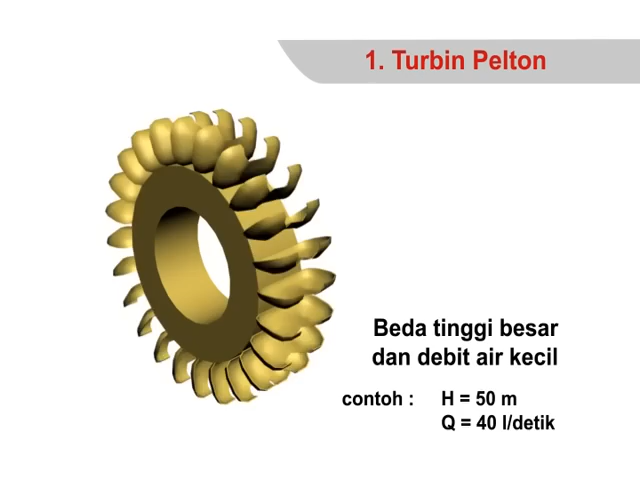 1. Turbin Pelton
Beda tinggi besar
dan debit air kecil
contoh : H = 50 m
Q = 40 l/detik